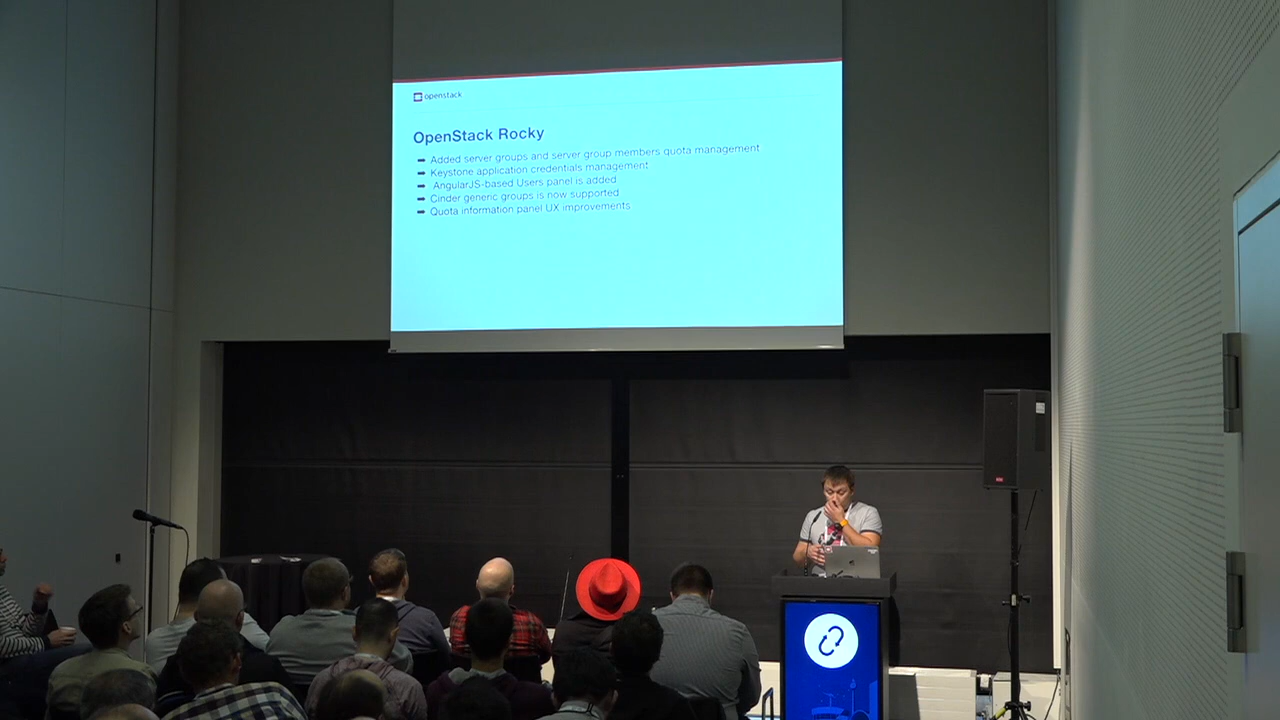 openstack
OpenStack Rocky
Added server groups and server group members quota management
Keystone application credentials management
AngularJS-based Users panel is added
Cinder generic groups is now supported
Quota information panel UX improvements